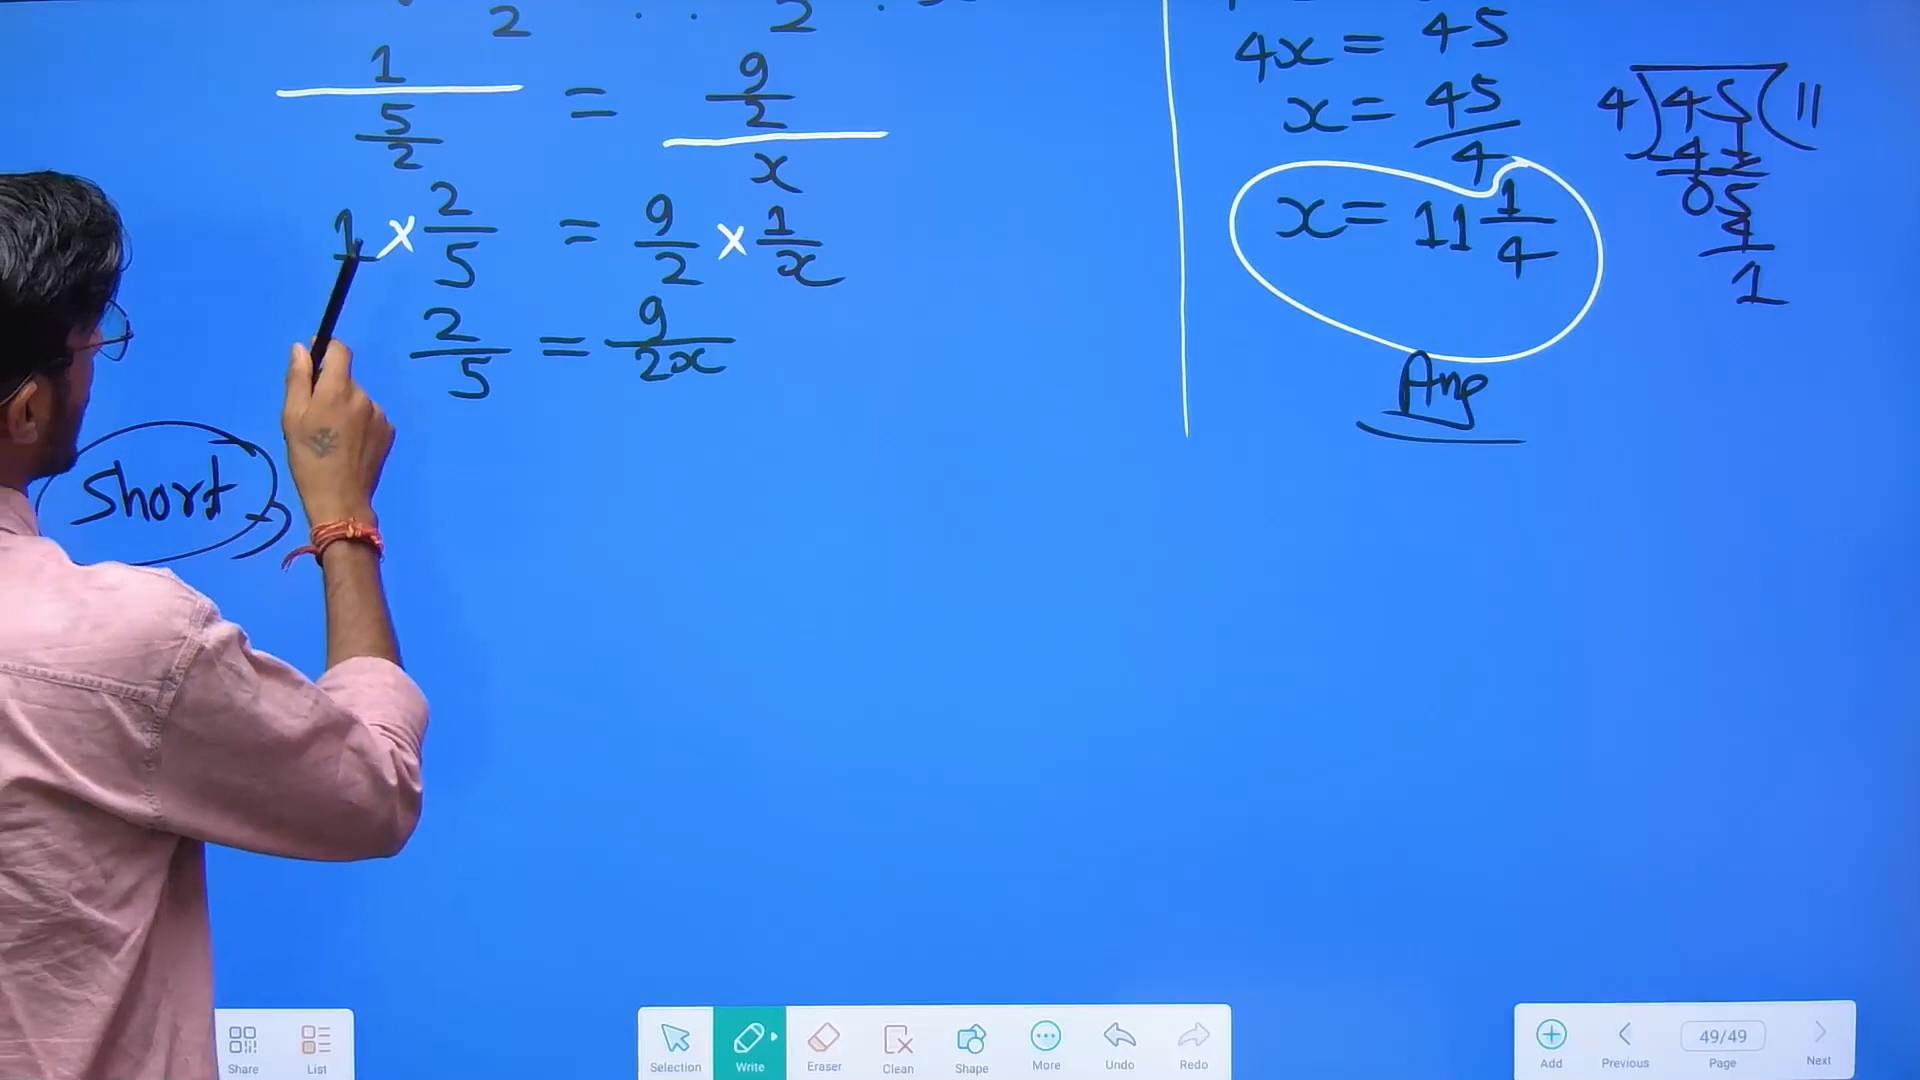 2 . . 2 .
1/(5/2) = (9/2)/x
1 × 2/5 = 9/2 × 1/x
2/5 = 9/2x
Short
4x = 45
x = 45/4
x = 11 1/4
Ans
4)45(11
4↓
05
4
1
Share
List
Selection
Write
Eraser
Clean
Shape
More
Undo
Redo
Add
Previous
49/49
Page
Next